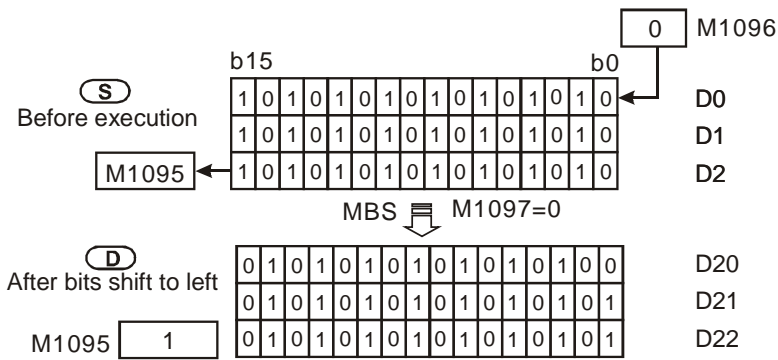 0 M1096
b15 b0
S
Before execution
1 0 1 0 1 0 1 0 1 0 1 0 1 0 1 0 D0
1 0 1 0 1 0 1 0 1 0 1 0 1 0 1 0 D1
M1095 1 0 1 0 1 0 1 0 1 0 1 0 1 0 1 0 D2
MBS M1097=0
D
After bits shift to left
0 1 0 1 0 1 0 1 0 1 0 1 0 1 0 0 D20
0 1 0 1 0 1 0 1 0 1 0 1 0 1 0 1 D21
M1095 1 0 1 0 1 0 1 0 1 0 1 0 1 0 1 0 1 D22